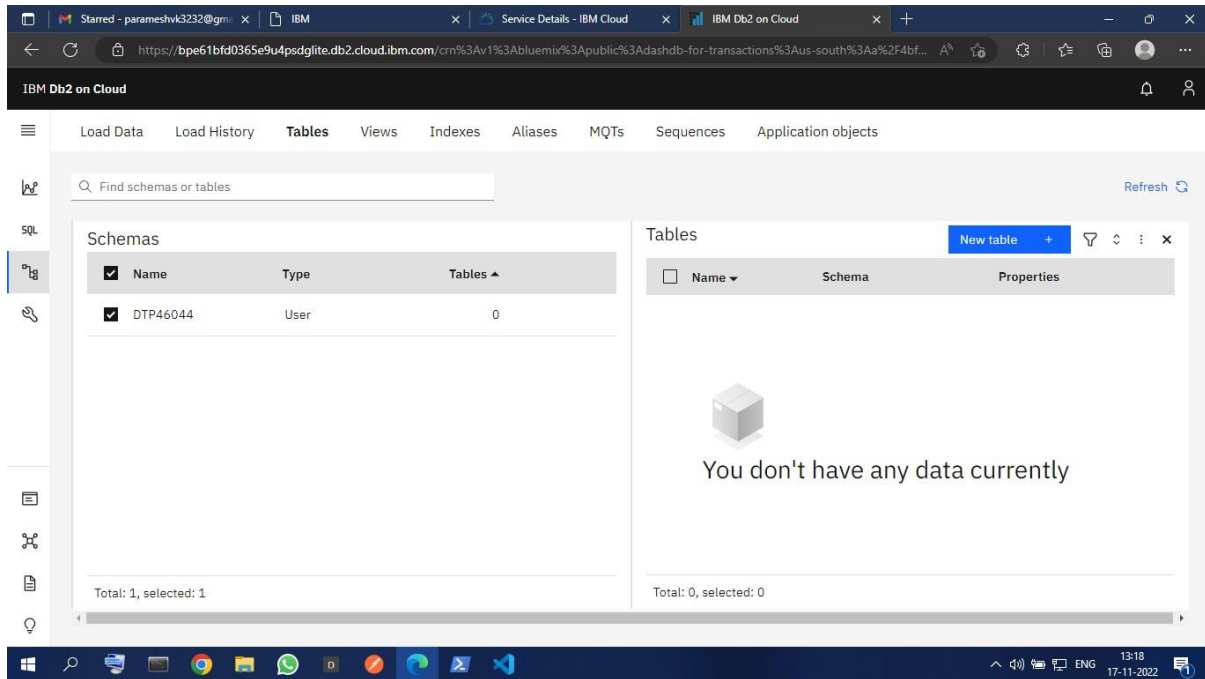 Starred - parameshvk3232@gma
IBM
Service Details - IBM Cloud
IBM Db2 on Cloud
https://bpe61bfd0365e9u4psdglite.db2.cloud.ibm.com/crn%3Av1%3Abluemix%3Apublic%3Adashdb-for-transactions%3Aus-south%3Aa%2F4bf...
IBM Db2 on Cloud
Load Data Load History Tables Views Indexes Aliases MQTs Sequences Application objects
Find schemas or tables
Refresh
SQL
Schemas
Name Type Tables
DTP46044 User 0
Total: 1, selected: 1
Tables
New table +
Name Schema Properties
You don't have any data currently
Total: 0, selected: 0
ENG
13:18
17-11-2022